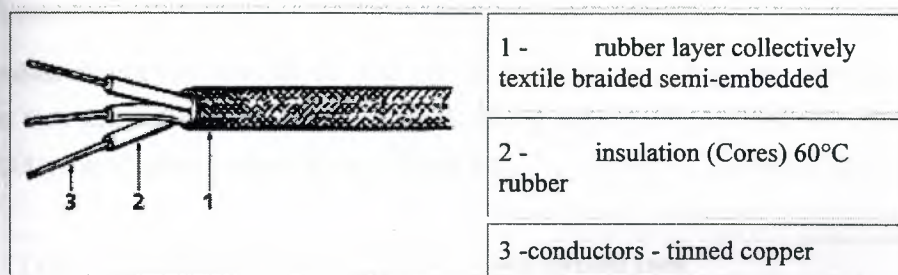 1 - rubber layer collectively
textile braided semi-embedded
2 - insulation (Cores) 60°C
rubber
3 -conductors - tinned copper
3 2 1